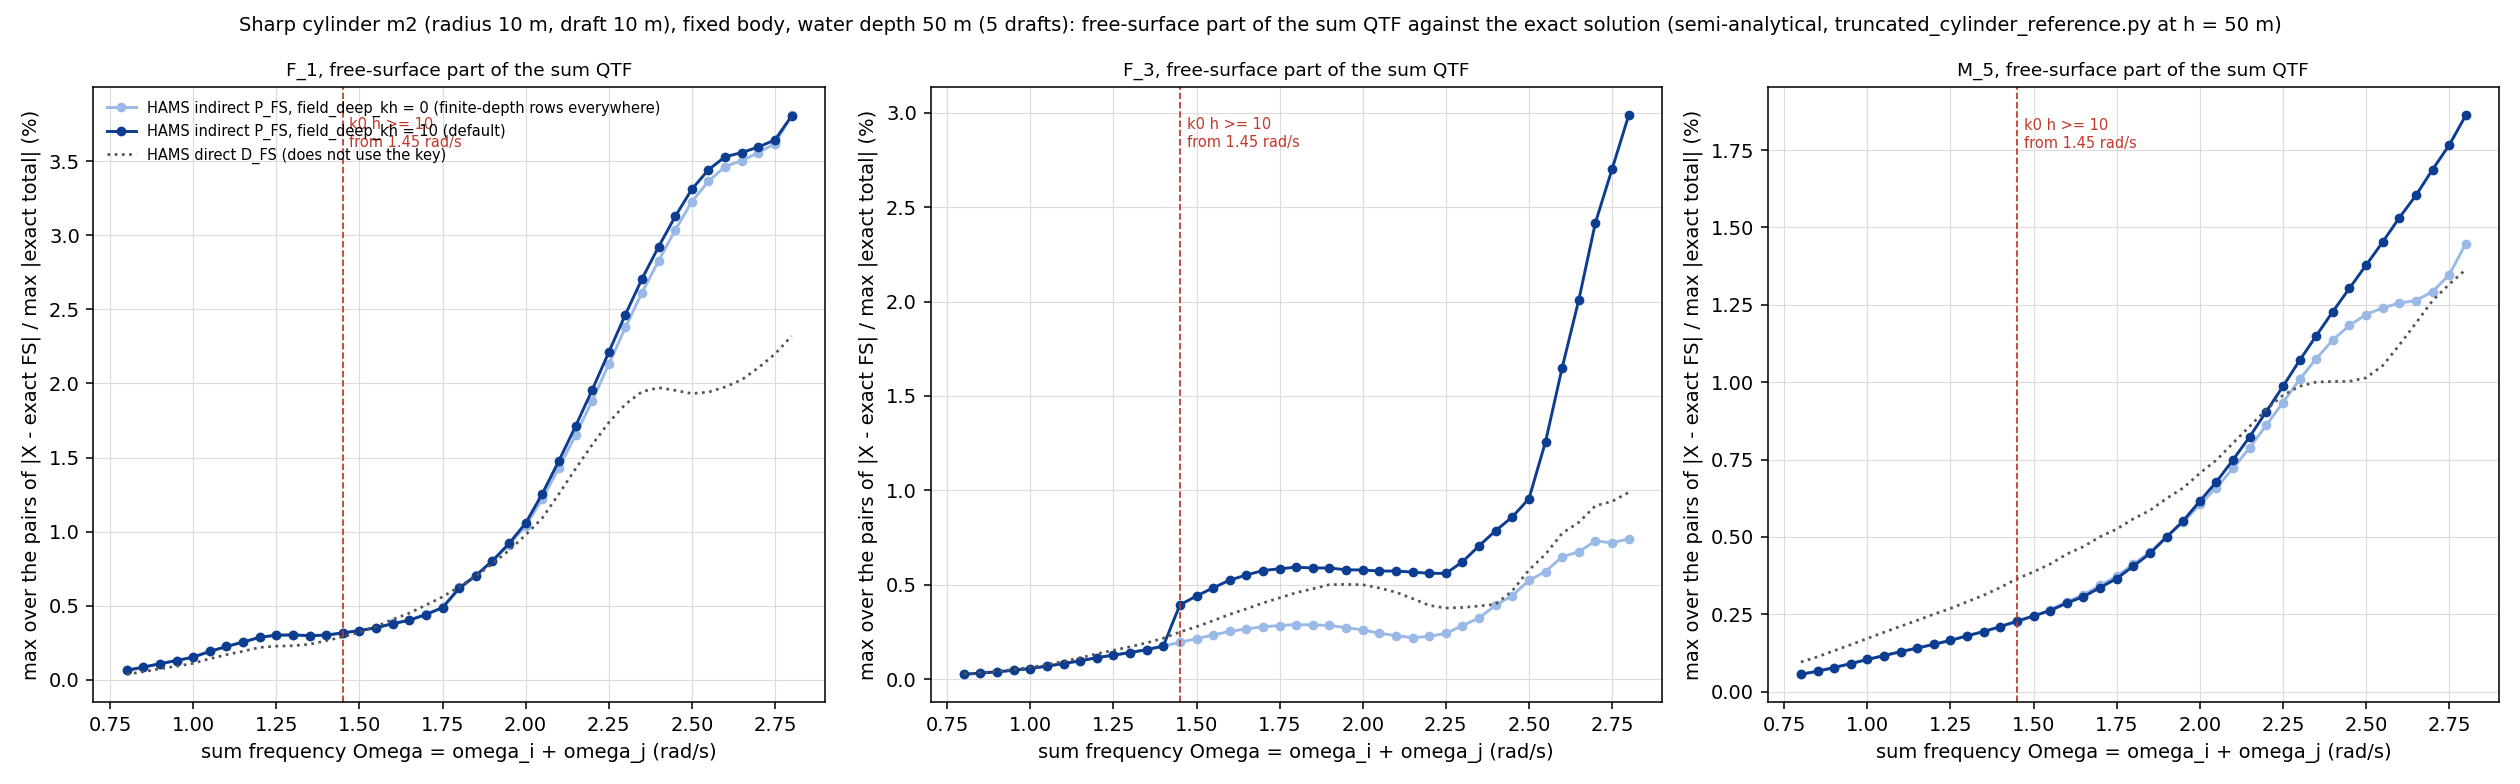 Sharp cylinder m2 (radius 10 m, draft 10 m), fixed body, water depth 50 m (5 drafts): free-surface part of the sum QTF against the exact solution (semi-analytical, truncated_cylinder_reference.py at h = 50 m)
F_1, free-surface part of the sum QTF
max over the pairs of |X - exact FS| / max |exact total| (%)
HAMS indirect P_FS, field_deep_kh = 0 (finite-depth rows everywhere)
HAMS indirect P_FS, field_deep_kh = 10 (default)
HAMS direct D_FS (does not use the key)
k0 h >= 10
from 1.45 rad/s
3.5
3.0
2.5
2.0
1.5
1.0
0.5
0.0
0.75 1.00 1.25 1.50 1.75 2.00 2.25 2.50 2.75
sum frequency Omega = omega_i + omega_j (rad/s)
F_3, free-surface part of the sum QTF
max over the pairs of |X - exact FS| / max |exact total| (%)
k0 h >= 10
from 1.45 rad/s
3.0
2.5
2.0
1.5
1.0
0.5
0.0
0.75 1.00 1.25 1.50 1.75 2.00 2.25 2.50 2.75
sum frequency Omega = omega_i + omega_j (rad/s)
M_5, free-surface part of the sum QTF
max over the pairs of |X - exact FS| / max |exact total| (%)
k0 h >= 10
from 1.45 rad/s
1.75
1.50
1.25
1.00
0.75
0.50
0.25
0.00
0.75 1.00 1.25 1.50 1.75 2.00 2.25 2.50 2.75
sum frequency Omega = omega_i + omega_j (rad/s)